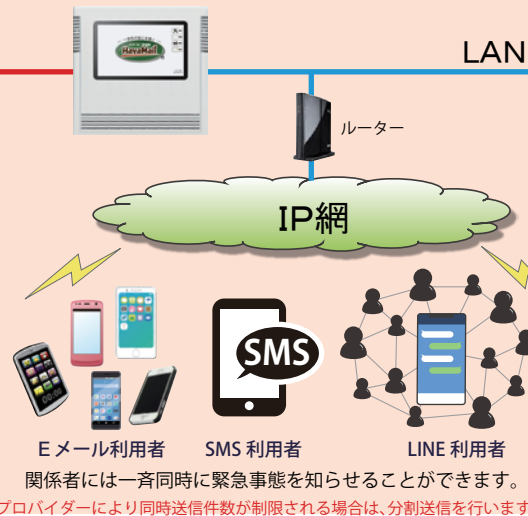 HayaMail
LAN
ルーター
IP網
SMS
Eメール利用者
SMS 利用者
LINE 利用者
関係者には一斉同時に緊急事態を知らせることができます。
プロバイダーにより同時送信件数が制限される場合は、分割送信を行います